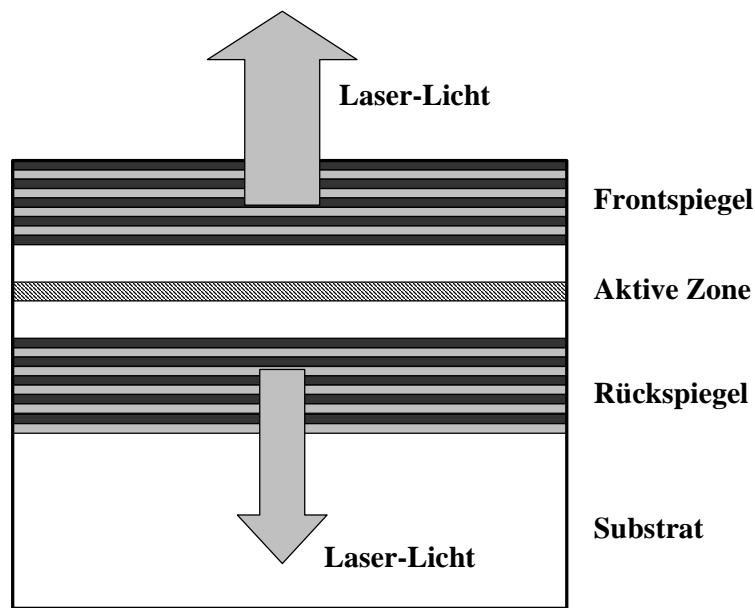 Laser-Licht
Frontspiegel
Aktive Zone
Rückspiegel
Substrat
Laser-Licht